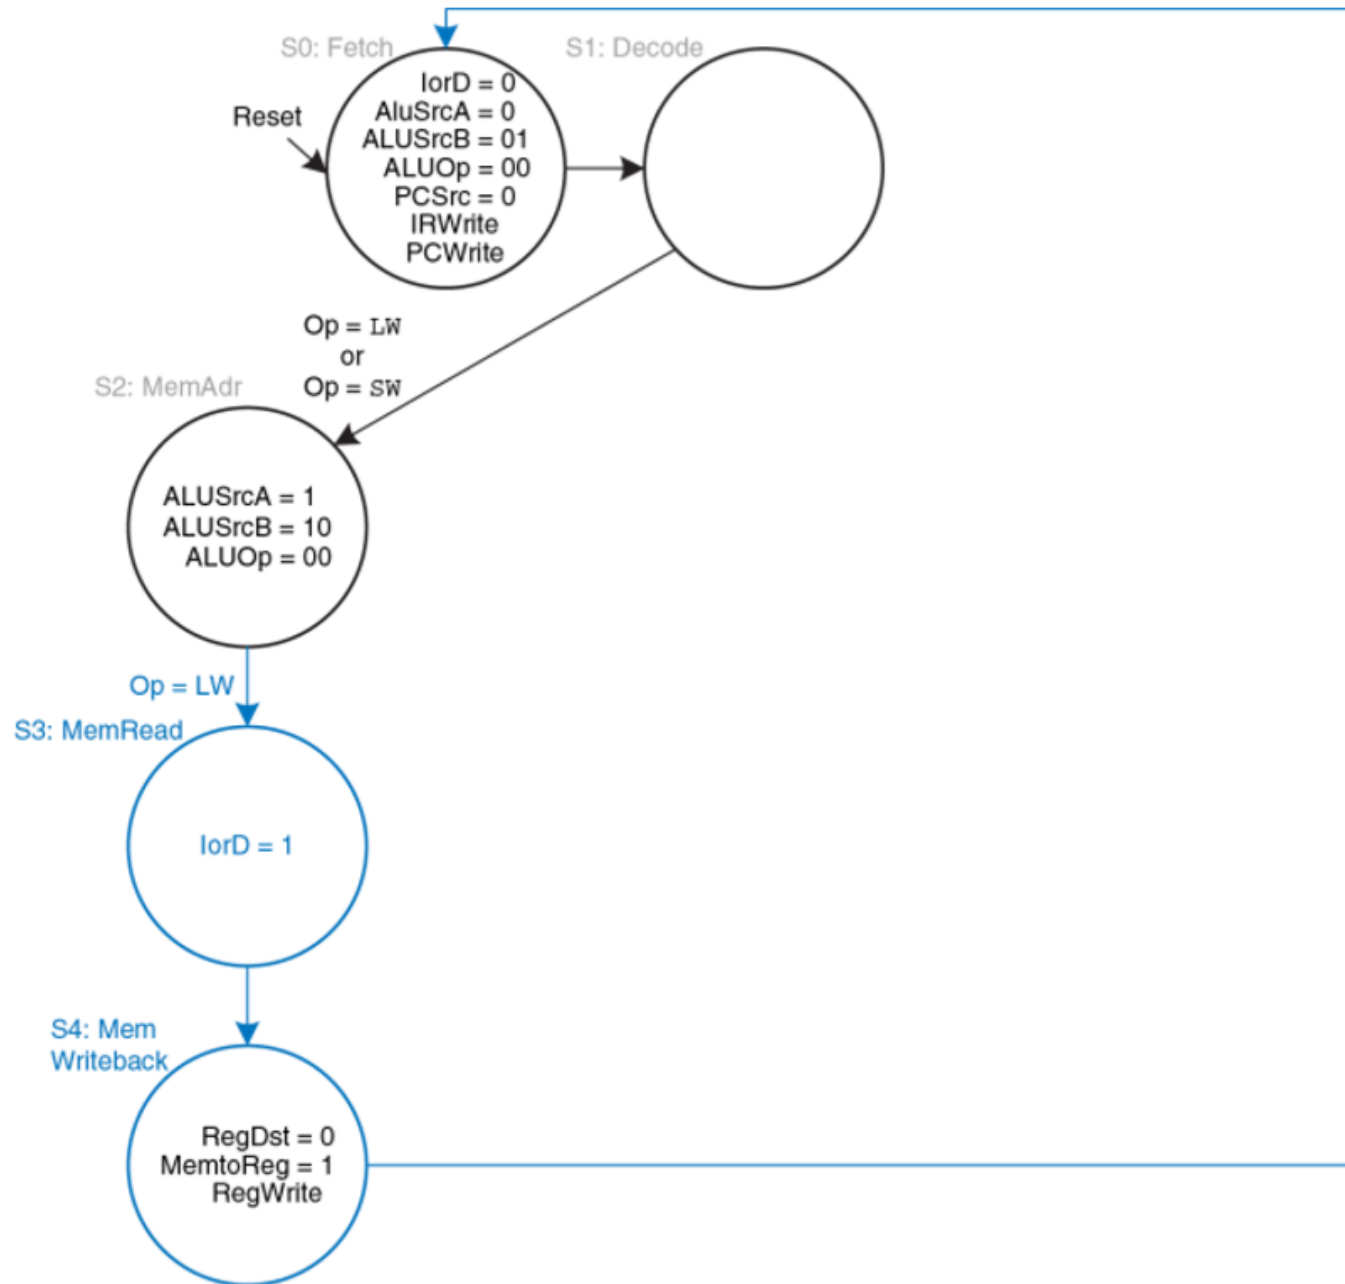 S0: Fetch
S1: Decode
Reset
IorD = 0
AluSrcA = 0
ALUSrcB = 01
ALUOp = 00
PCSrc = 0
IRWrite
PCWrite
Op = LW
or
Op = SW
S2: MemAdr
ALUSrcA = 1
ALUSrcB = 10
ALUOp = 00
Op = LW
S3: MemRead
IorD = 1
S4: Mem
Writeback
RegDst = 0
MemtoReg = 1
RegWrite